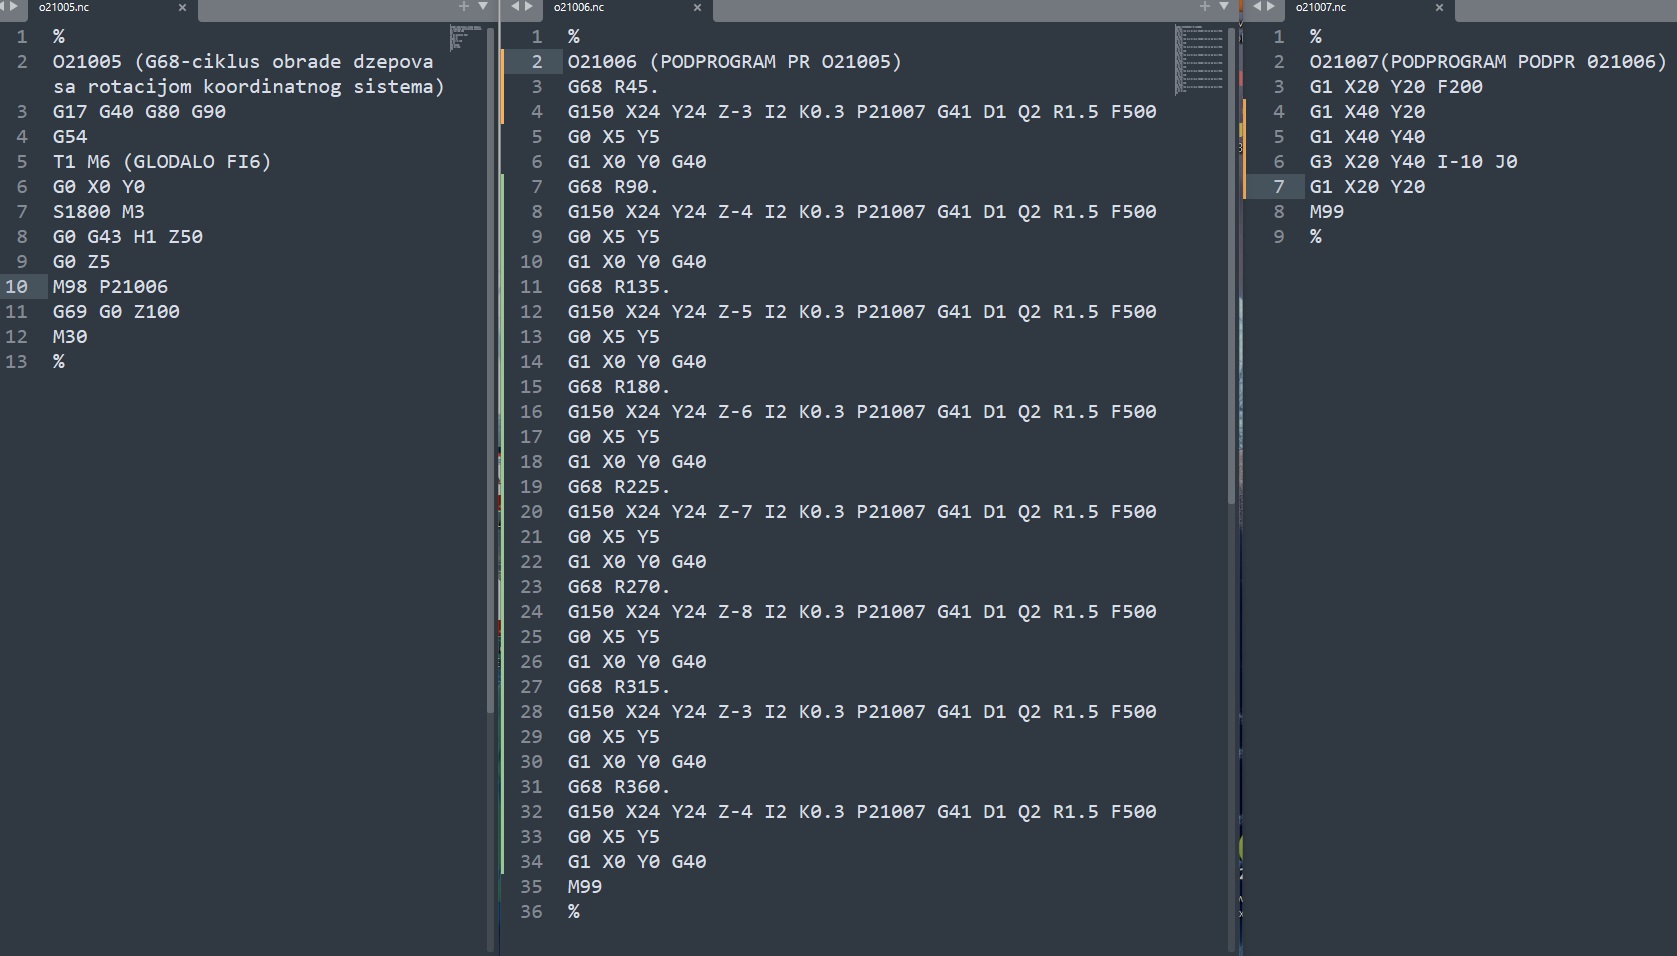 o21005.nc
1 %
2 O21005 (G68-ciklus obrade dzepova
sa rotacijom koordinatnog sistema)
3 G17 G40 G80 G90
4 G54
5 T1 M6 (GLODALO FI6)
6 G0 X0 Y0
7 S1800 M3
8 G0 G43 H1 Z50
9 G0 Z5
10 M98 P21006
11 G69 G0 Z100
12 M30
13 %
o21006.nc
1 %
2 O21006 (PODPROGRAM PR O21005)
3 G68 R45.
4 G150 X24 Y24 Z-3 I2 K0.3 P21007 G41 D1 Q2 R1.5 F500
5 G0 X5 Y5
6 G1 X0 Y0 G40
7 G68 R90.
8 G150 X24 Y24 Z-4 I2 K0.3 P21007 G41 D1 Q2 R1.5 F500
9 G0 X5 Y5
10 G1 X0 Y0 G40
11 G68 R135.
12 G150 X24 Y24 Z-5 I2 K0.3 P21007 G41 D1 Q2 R1.5 F500
13 G0 X5 Y5
14 G1 X0 Y0 G40
15 G68 R180.
16 G150 X24 Y24 Z-6 I2 K0.3 P21007 G41 D1 Q2 R1.5 F500
17 G0 X5 Y5
18 G1 X0 Y0 G40
19 G68 R225.
20 G150 X24 Y24 Z-7 I2 K0.3 P21007 G41 D1 Q2 R1.5 F500
21 G0 X5 Y5
22 G1 X0 Y0 G40
23 G68 R270.
24 G150 X24 Y24 Z-8 I2 K0.3 P21007 G41 D1 Q2 R1.5 F500
25 G0 X5 Y5
26 G1 X0 Y0 G40
27 G68 R315.
28 G150 X24 Y24 Z-3 I2 K0.3 P21007 G41 D1 Q2 R1.5 F500
29 G0 X5 Y5
30 G1 X0 Y0 G40
31 G68 R360.
32 G150 X24 Y24 Z-4 I2 K0.3 P21007 G41 D1 Q2 R1.5 F500
33 G0 X5 Y5
34 G1 X0 Y0 G40
35 M99
36 %
o21007.nc
1 %
2 O21007(PODPROGRAM PODPR 021006)
3 G1 X20 Y20 F200
4 G1 X40 Y20
5 G1 X40 Y40
6 G3 X20 Y40 I-10 J0
7 G1 X20 Y20
8 M99
9 %